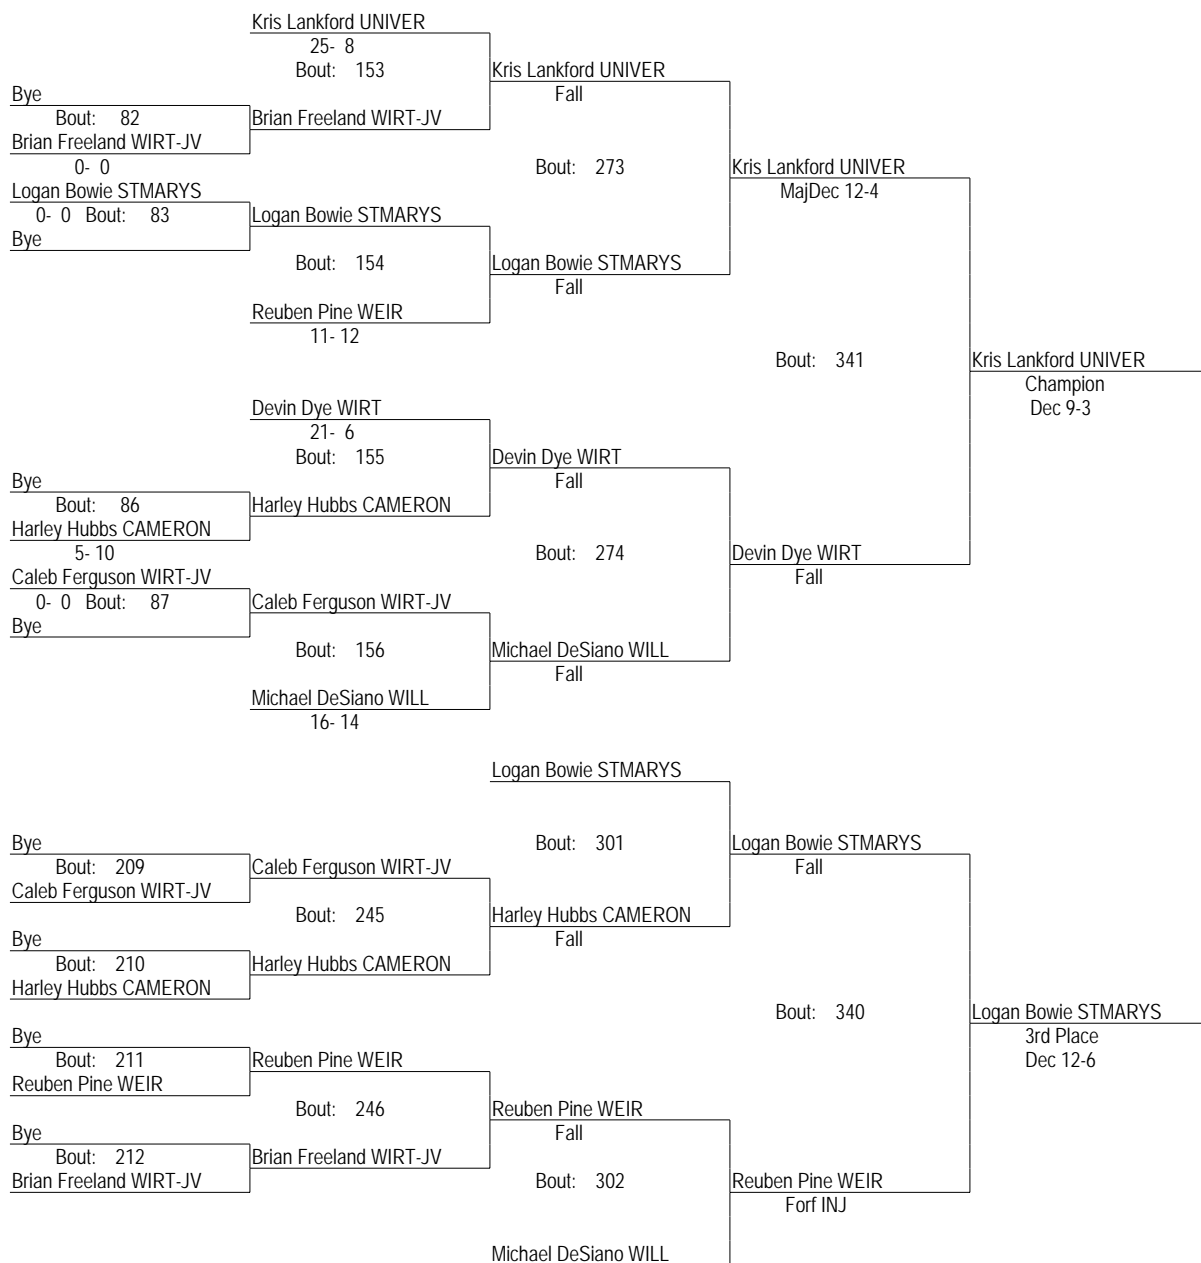 Kris Lankford UNIVER
25- 8
Bout: 153
Kris Lankford UNIVER
Fall
Bye
Bout: 82
Brian Freeland WIRT-JV
Brian Freeland WIRT-JV
0- 0
Bout: 273
Kris Lankford UNIVER
MajDec 12-4
Logan Bowie STMARYS
0- 0 Bout: 83
Logan Bowie STMARYS
Bye
Bout: 154
Logan Bowie STMARYS
Fall
Reuben Pine WEIR
11- 12
Bout: 341
Kris Lankford UNIVER
Champion
Dec 9-3
Devin Dye WIRT
21- 6
Bout: 155
Devin Dye WIRT
Fall
Bye
Bout: 86
Harley Hubbs CAMERON
Harley Hubbs CAMERON
5- 10
Bout: 274
Devin Dye WIRT
Fall
Caleb Ferguson WIRT-JV
0- 0 Bout: 87
Caleb Ferguson WIRT-JV
Bye
Bout: 156
Michael DeSiano WILL
Fall
Michael DeSiano WILL
16- 14
Logan Bowie STMARYS
Bye
Bout: 301
Logan Bowie STMARYS
Fall
Bout: 209
Caleb Ferguson WIRT-JV
Caleb Ferguson WIRT-JV
Bout: 245
Harley Hubbs CAMERON
Fall
Bye
Bout: 210
Harley Hubbs CAMERON
Harley Hubbs CAMERON
Bout: 340
Logan Bowie STMARYS
3rd Place
Dec 12-6
Bye
Bout: 211
Reuben Pine WEIR
Reuben Pine WEIR
Bout: 246
Reuben Pine WEIR
Fall
Bye
Bout: 212
Brian Freeland WIRT-JV
Brian Freeland WIRT-JV
Bout: 302
Reuben Pine WEIR
Forf INJ
Michael DeSiano WILL